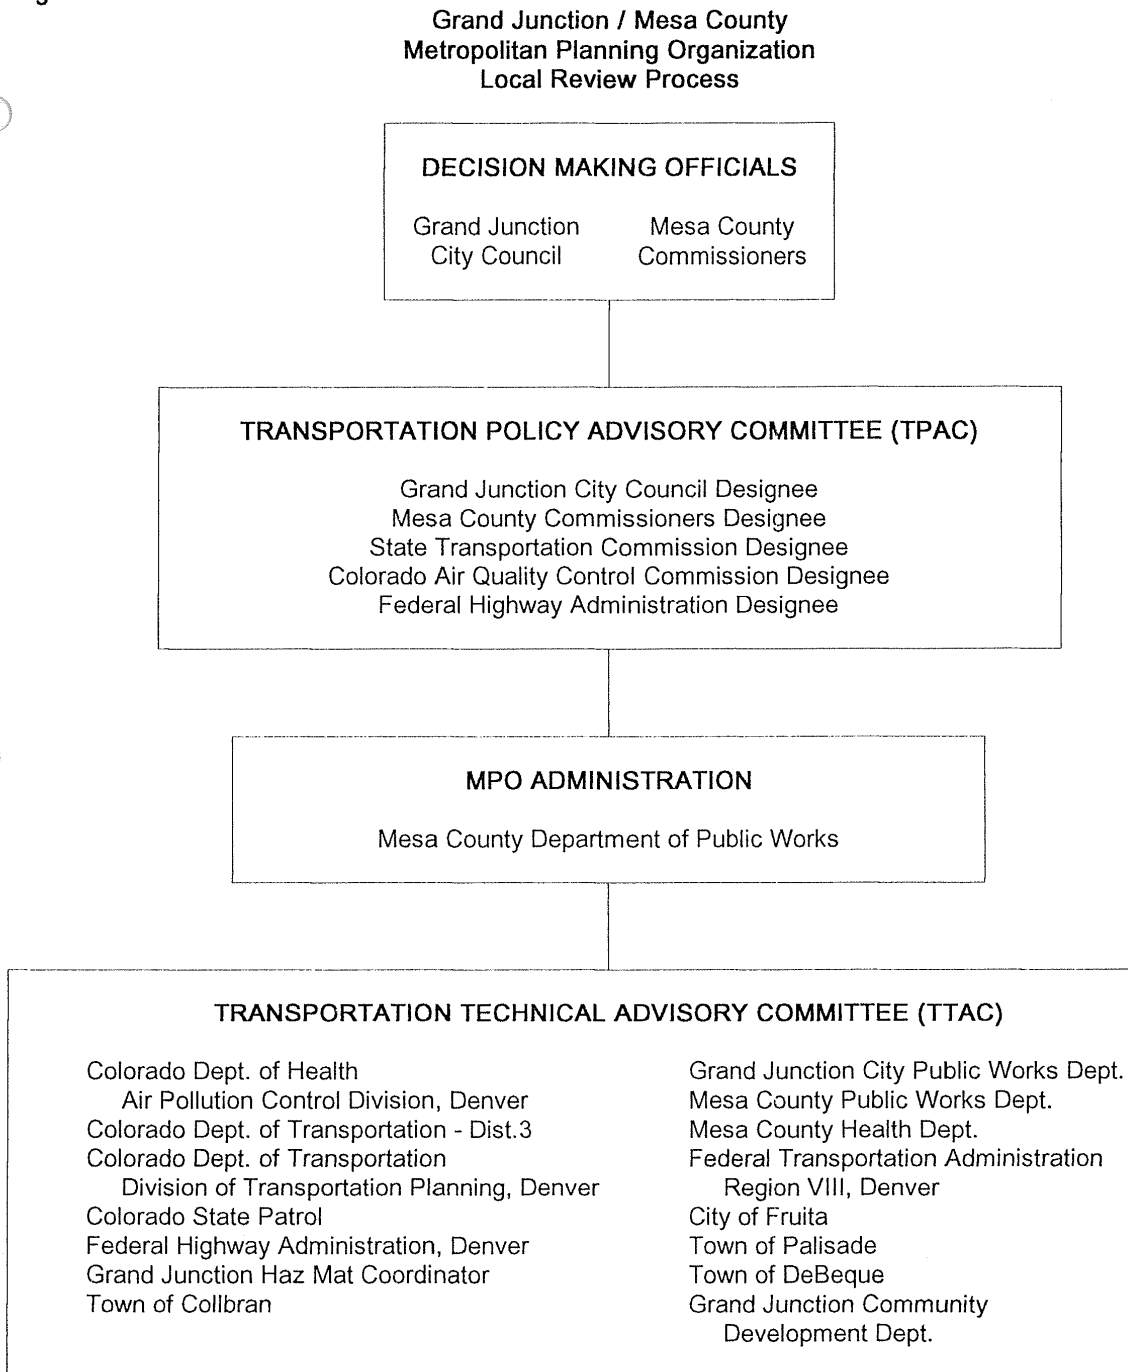 Grand Junction / Mesa County
Metropolitan Planning Organization
Local Review Process
DECISION MAKING OFFICIALS
Grand Junction
City Council
Mesa County
Commissioners
TRANSPORTATION POLICY ADVISORY COMMITTEE (TPAC)
Grand Junction City Council Designee
Mesa County Commissioners Designee
State Transportation Commission Designee
Colorado Air Quality Control Commission Designee
Federal Highway Administration Designee
MPO ADMINISTRATION
Mesa County Department of Public Works
TRANSPORTATION TECHNICAL ADVISORY COMMITTEE (TTAC)
Colorado Dept. of Health
Air Pollution Control Division, Denver
Colorado Dept. of Transportation - Dist.3
Colorado Dept. of Transportation
Division of Transportation Planning, Denver
Colorado State Patrol
Federal Highway Administration, Denver
Grand Junction Haz Mat Coordinator
Town of Collbran
Grand Junction City Public Works Dept.
Mesa County Public Works Dept.
Mesa County Health Dept.
Federal Transportation Administration
Region VIII, Denver
City of Fruita
Town of Palisade
Town of DeBeque
Grand Junction Community
Development Dept.